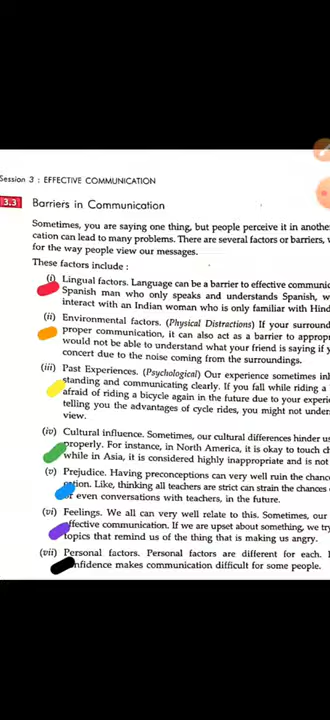 Session 3 : EFFECTIVE COMMUNICATION
3.3 Barriers in Communication
Sometimes, you are saying one thing, but people perceive it in another
cation can lead to many problems. There are several factors or barriers,
for the way people view our messages.
These factors include :
(i) Lingual factors. Language can be a barrier to effective communic
Spanish man who only speaks and understands Spanish, w
interact with an Indian woman who is only familiar with Hind
(ii) Environmental factors. (Physical Distractions) If your surround
proper communication, it can also act as a barrier to approp
would not be able to understand what your friend is saying if y
concert due to the noise coming from the surroundings.
(iii) Past Experiences. (Psychological) Our experience sometimes inh
standing and communicating clearly. If you fall while riding a
afraid of riding a bicycle again in the future due to your experie
telling you the advantages of cycle rides, you might not under
view.
(iv) Cultural influence. Sometimes, our cultural differences hinder us
properly. For instance, in North America, it is okay to touch ch
while in Asia, it is considered highly inappropriate and is not
(v) Prejudice. Having preconceptions can very well ruin the chance
Like, thinking all teachers are strict can strain the chances
or even conversations with teachers, in the future.
(vi) Feelings. We all can very well relate to this. Sometimes, our
effective communication. If we are upset about something, we try
topics that remind us of the thing that is making us angry.
(vii) Personal factors. Personal factors are different for each.
nfidence makes communication difficult for some people.